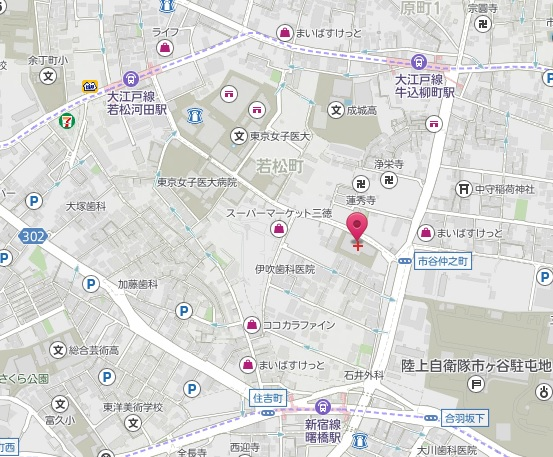 原町1
宗圓寺
ライフ
まいばすけっと
余丁町小
大江戸線
若松河田駅
大江戸線
牛込柳町駅
成城高
東京女子医大
若松町
浄栄寺
東京女子医大病院
蓮秀寺
中守稲荷神社
大塚歯科
スーパーマーケット三徳
まいばすけっと
302
市谷仲之町
伊吹歯科医院
加藤歯科
ココカラファイン
総合芸術高
まいばすけっと
陸上自衛隊市ヶ谷駐屯地
石井外科
さくら公園
住吉町
東洋美術学校
富久小
新宿線
曙橋駅
合羽坂下
町西
全長寺
西迎寺
大川歯科医院